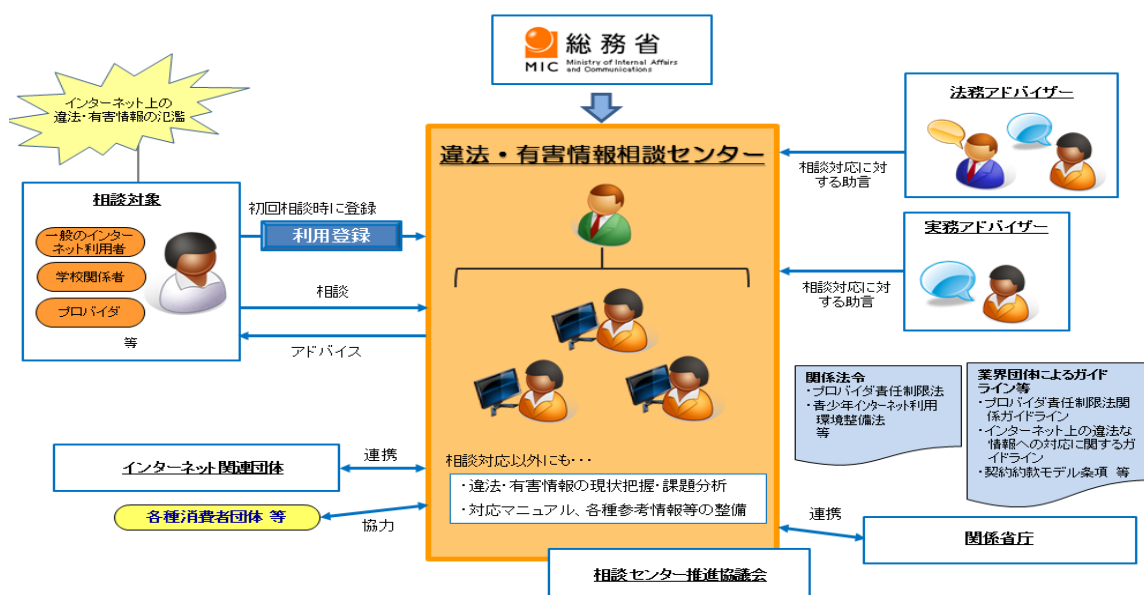 総務省
MIC Ministry of Internal Affairs
and Communications
インターネット上の
違法・有害情報の氾濫
相談対象
一般のインター
ネット利用者
学校関係者
プロバイダ
等
初回相談時に登録
利用登録
相談
アドバイス
違法・有害情報相談センター
法務アドバイザー
相談対応に対
する助言
実務アドバイザー
相談対応に対
する助言
関係法令
・プロバイダ責任制限法
・青少年インターネット利用
環境整備法
等
業界団体によるガイド
ライン等
・プロバイダ責任制限法関
係ガイドライン
・インターネット上の違法な
情報への対応に関するガ
イドライン
・契約約款モデル条項 等
インターネット関連団体
連携
各種消費者団体 等
協力
相談対応以外にも・・・
・違法・有害情報の現状把握・課題分析
・対応マニュアル、各種参考情報等の整備
連携
関係省庁
相談センター推進協議会